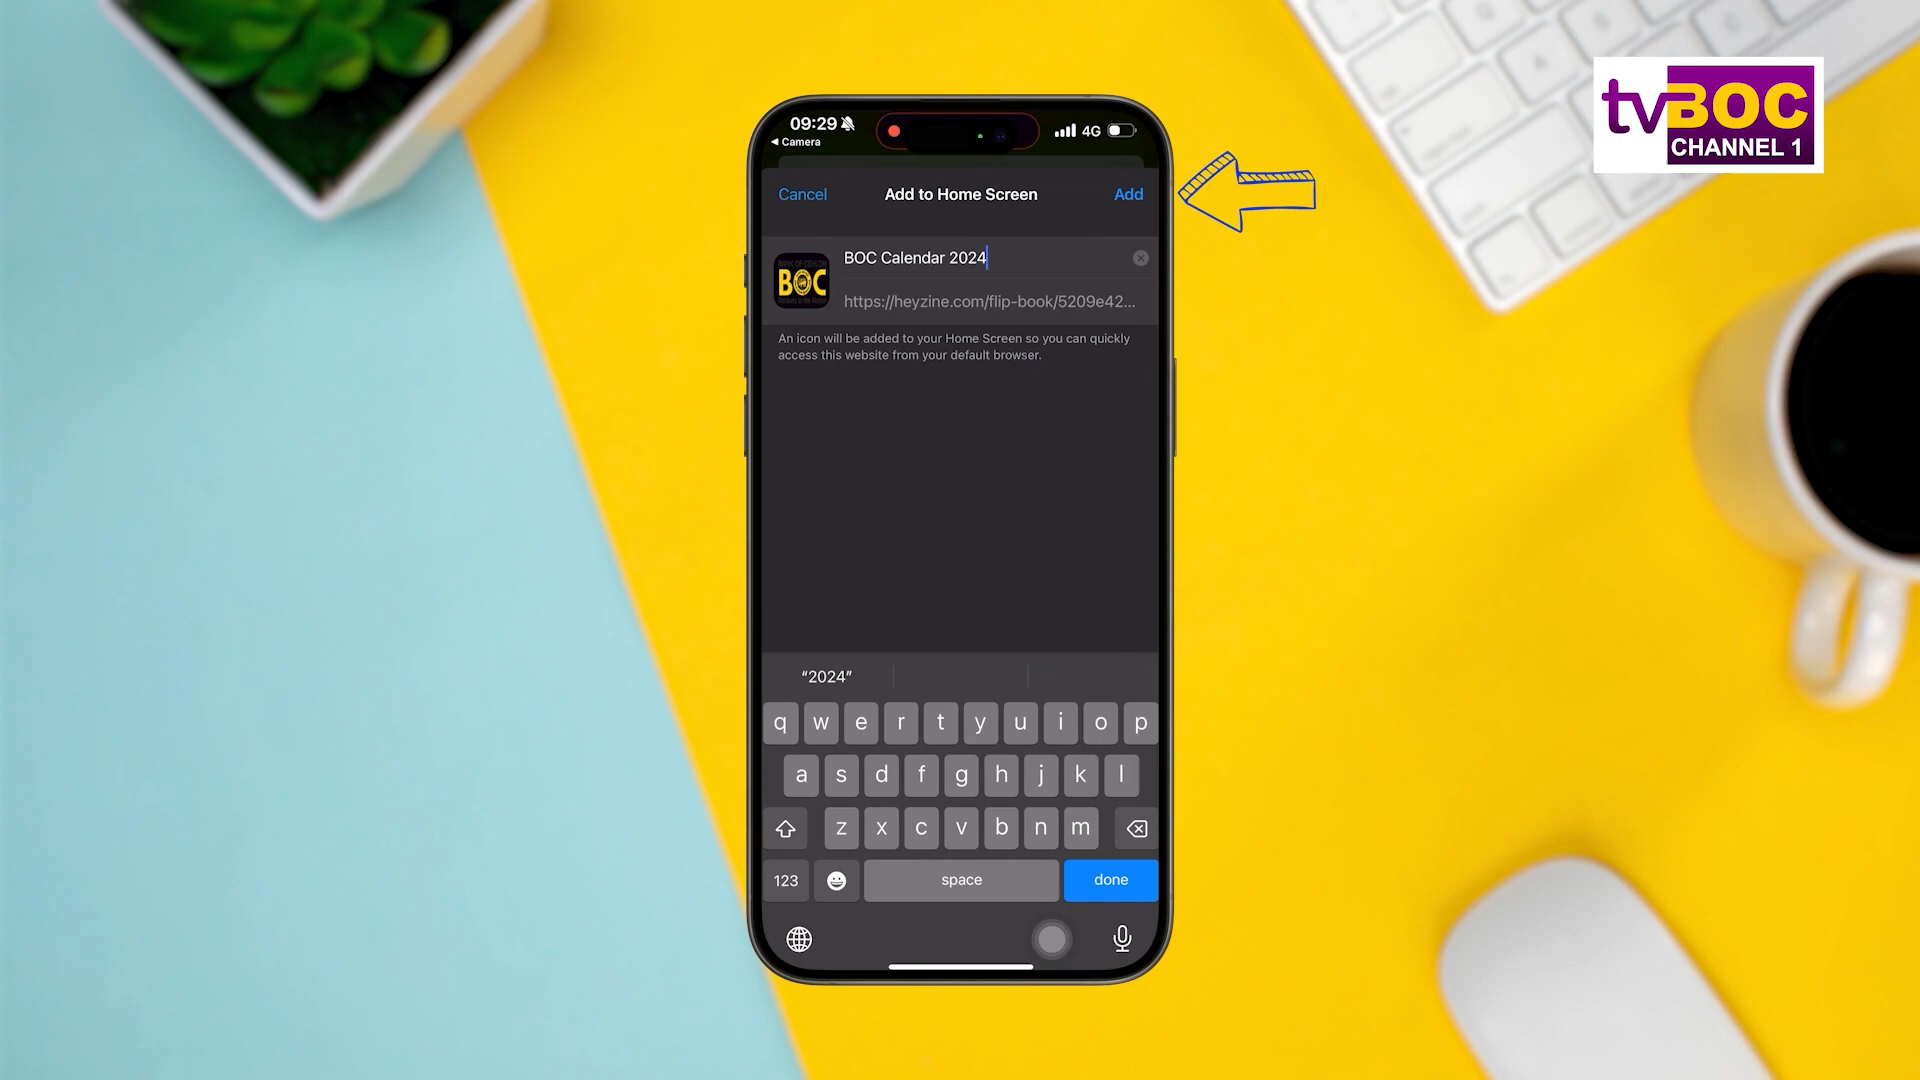 tvBOC
CHANNEL 1
09:29
4G
◀ Camera
Cancel
Add to Home Screen
Add
BOC
BOC Calendar 2024
https://heyzine.com/flip-book/5209e42...
An icon will be added to your Home Screen so you can quickly
access this website from your default browser.
“2024”
q w e r t y u i o p
a s d f g h j k l
z x c v b n m
123
space
done